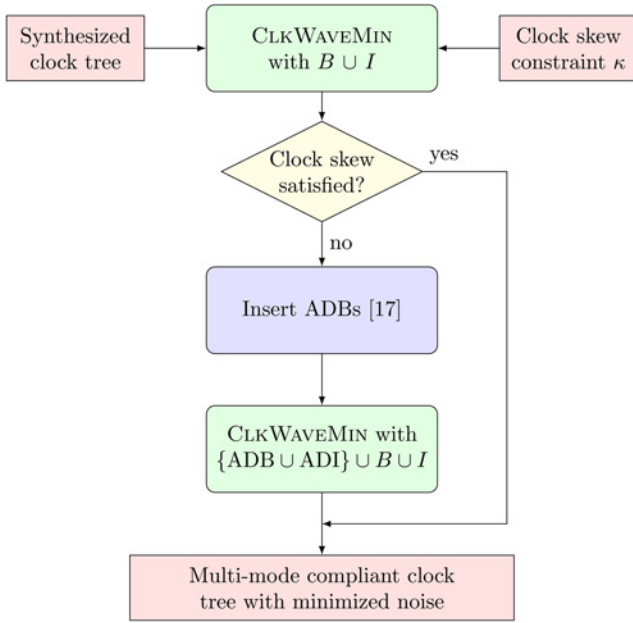 Synthesized
clock tree
CLKWAVEMIN
with B ∪ I
Clock skew
constraint κ
Clock skew
satisfied?
yes
no
Insert ADBs [17]
CLKWAVEMIN with
{ADB ∪ ADI} ∪ B ∪ I
Multi-mode compliant clock
tree with minimized noise